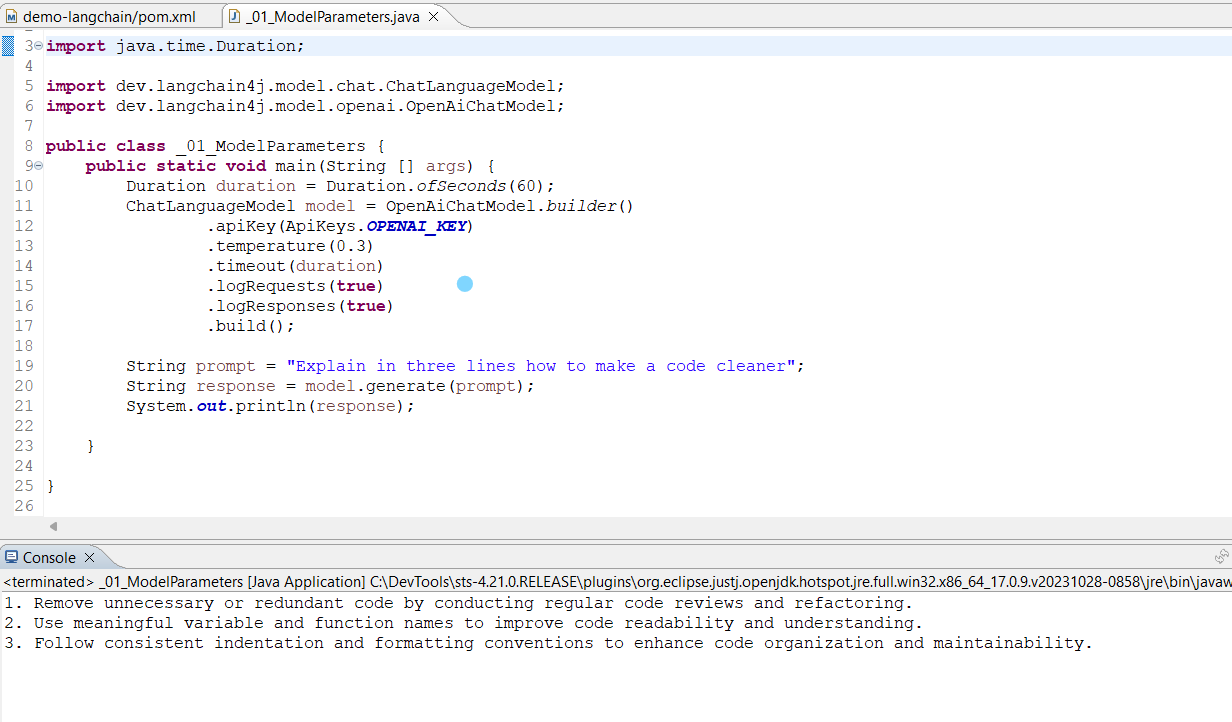 demo-langchain/pom.xml _01_ModelParameters.java
3 import java.time.Duration;
4
5 import dev.langchain4j.model.chat.ChatLanguageModel;
6 import dev.langchain4j.model.openai.OpenAiChatModel;
7
8 public class _01_ModelParameters {
9 public static void main(String [] args) {
10 Duration duration = Duration.ofSeconds(60);
11 ChatLanguageModel model = OpenAiChatModel.builder()
12 .apiKey(ApiKeys.OPENAI_KEY)
13 .temperature(0.3)
14 .timeout(duration)
15 .logRequests(true)
16 .logResponses(true)
17 .build();
18
19 String prompt = "Explain in three lines how to make a code cleaner";
20 String response = model.generate(prompt);
21 System.out.println(response);
22
23 }
24
25 }
26
Console
<terminated> _01_ModelParameters [Java Application] C:\DevTools\sts-4.21.0.RELEASE\plugins\org.eclipse.justj.openjdk.hotspot.jre.full.win32.x86_64_17.0.9.v20231028-0858\jre\bin\javaw
1. Remove unnecessary or redundant code by conducting regular code reviews and refactoring.
2. Use meaningful variable and function names to improve code readability and understanding.
3. Follow consistent indentation and formatting conventions to enhance code organization and maintainability.